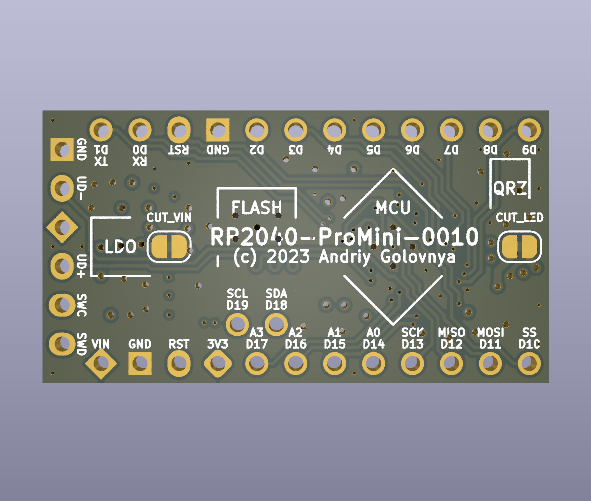 D1 D0 RST GND D2 D3 D4 D5 D6 D7 D8 D9
TX RX
GND
UD-
UD+
SWC
SWD
QR3
FLASH MCU
CUT_VIN CUT_LED
LDO
RP2040-ProMini-0010
(c) 2023 Andriy Golovnya
SCL SDA
D19 D18
A3 A2 A1 A0 SCK MISO MOSI SS
D17 D16 D15 D14 D13 D12 D11 D10
VIN GND RST 3V3